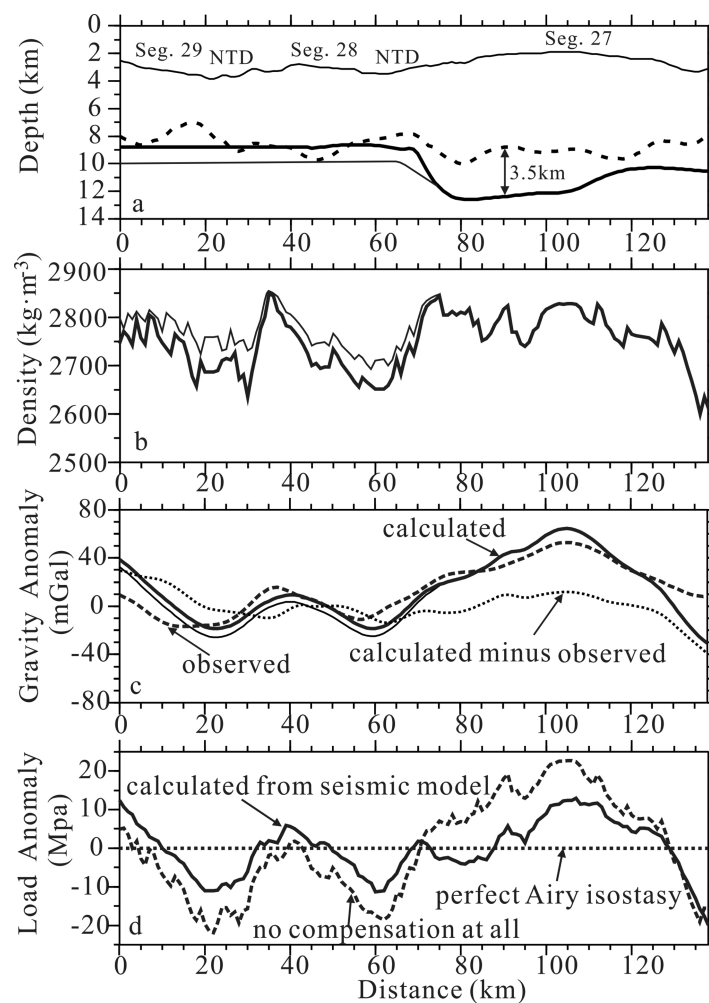 0
2
4
6
8
10
12
14
Depth (km)
Seg. 29 NTD Seg. 28 NTD Seg. 27
3.5km
a
0 20 40 60 80 100 120
2900
2800
2700
2600
2500
Density (kg·m⁻³)
b
0 20 40 60 80 100 120
80
40
0
-40
-80
Gravity Anomaly
(mGal)
calculated
observed
calculated minus observed
c
0 20 40 60 80 100 120
20
10
0
-10
-20
Load Anomaly
(Mpa)
calculated from seismic model
perfect Airy isostasy
no compensation at all
d
0 20 40 60 80 100 120
Distance (km)